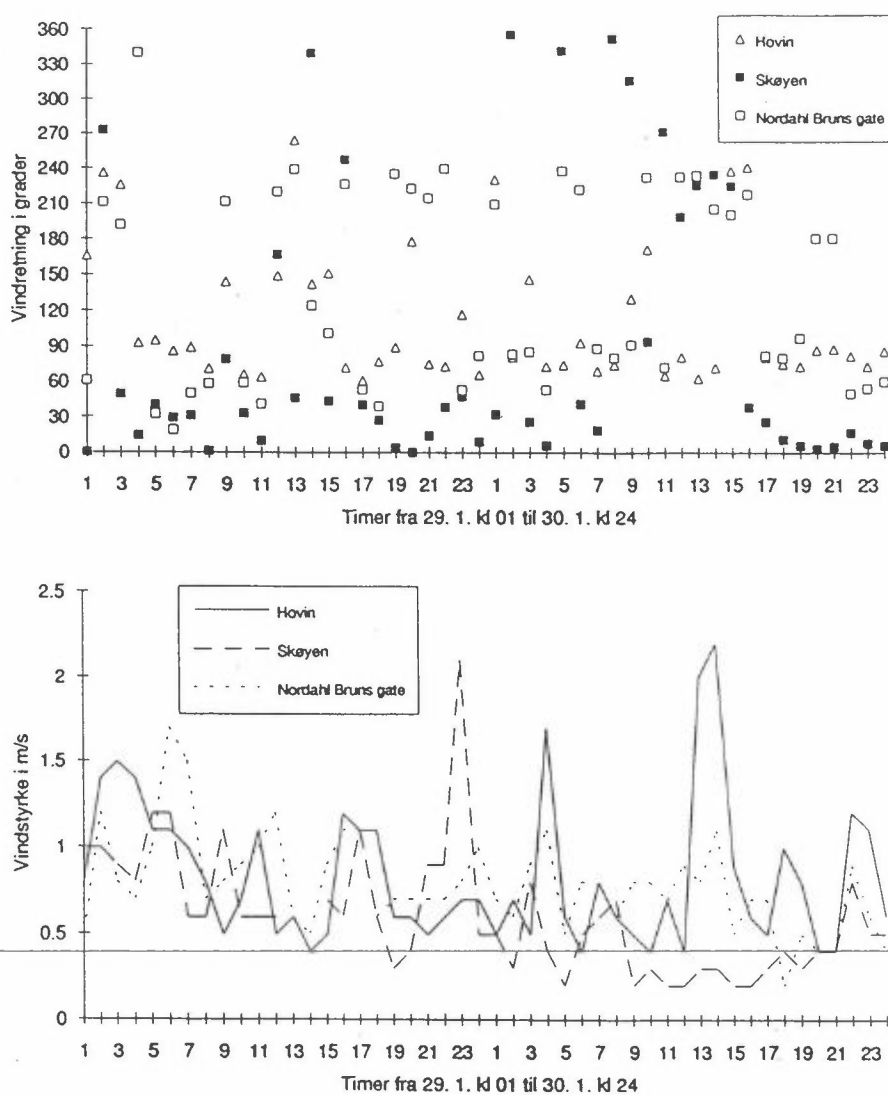 360
330
300
270
240
210
180
150
120
90
60
30
0
Vindretning i grader
Hovin
Skøyen
Nordahl Bruns gate
1 3 5 7 9 11 13 15 17 19 21 23 1 3 5 7 9 11 13 15 17 19 21 23
Timer fra 29. 1. kl 01 til 30. 1. kl 24
2.5
2
1.5
1
0.5
0
Vindstyrke i m/s
Hovin
Skøyen
Nordahl Bruns gate
1 3 5 7 9 11 13 15 17 19 21 23 1 3 5 7 9 11 13 15 17 19 21 23
Timer fra 29. 1. kl 01 til 30. 1. kl 24